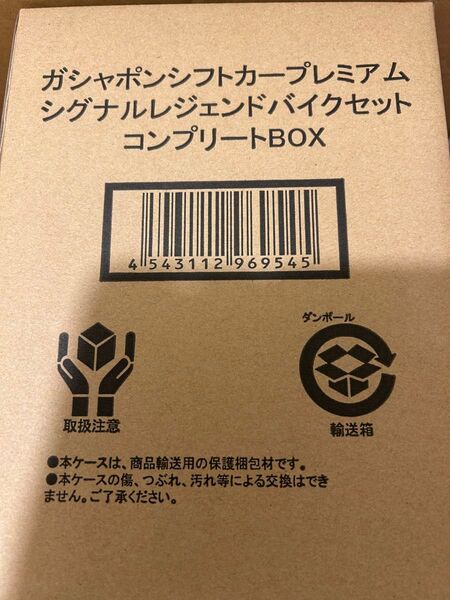 ガシャポンシフトカープレミアム
シグナルレジェンドバイクセット
コンプリートBOX
4 543112 969545
ダンボール
取扱注意
輸送箱
●本ケースは、商品輸送用の保護梱包材です。
●本ケースの傷、つぶれ、汚れ等による交換はでき
ません。ご了承ください。